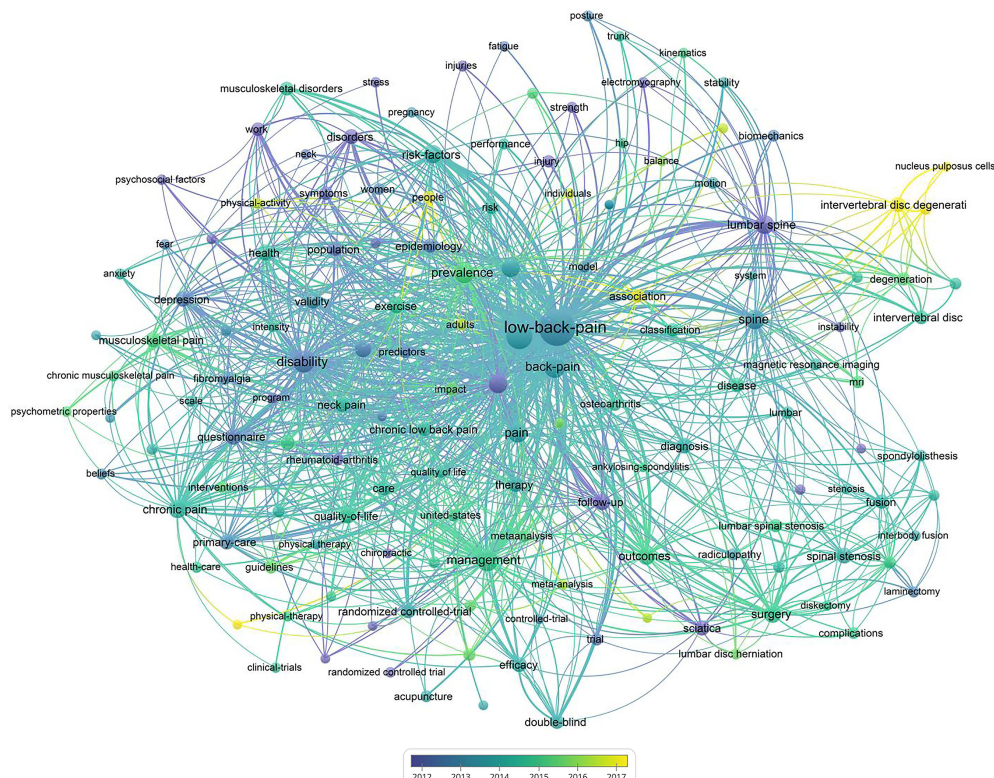 posture
trunk
fatigue
kinematics
injuries
stress
electromyography
stability
musculoskeletal disorders
strength
pregnancy
work
disorders
biomechanics
performance
hip
neck
risk-factors
injury
balance
nucleus pulposus cells
psychosocial factors
symptoms
women
motion
physical-activity
people
individuals
intervertebral disc degenerati
risk
lumbar spine
fear
health
population
epidemiology
anxiety
prevalence
model
system
degeneration
depression
validity
exercise
association
intervertebral disc
intensity
adults
low-back-pain
classification
spine
instability
musculoskeletal pain
disability
predictors
back-pain
magnetic resonance imaging
chronic musculoskeletal pain
fibromyalgia
impact
disease
mri
psychometric properties
scale
program
neck pain
osteoarthritis
lumbar
questionnaire
chronic low back pain
pain
diagnosis
spondylolisthesis
beliefs
rheumatoid-arthritis
quality of life
ankylosing-spondylitis
interventions
care
therapy
stenosis
chronic pain
quality-of-life
united-states
follow-up
fusion
lumbar spinal stenosis
primary-care
physical therapy
chiropractic
metaanalysis
interbody fusion
health-care
guidelines
management
outcomes
radiculopathy
spinal stenosis
meta-analysis
laminectomy
physical-therapy
randomized controlled-trial
controlled-trial
diskectomy
surgery
trial
sciatica
complications
clinical-trials
randomized controlled trial
efficacy
lumbar disc herniation
acupuncture
double-blind
2012 2013 2014 2015 2016 2017